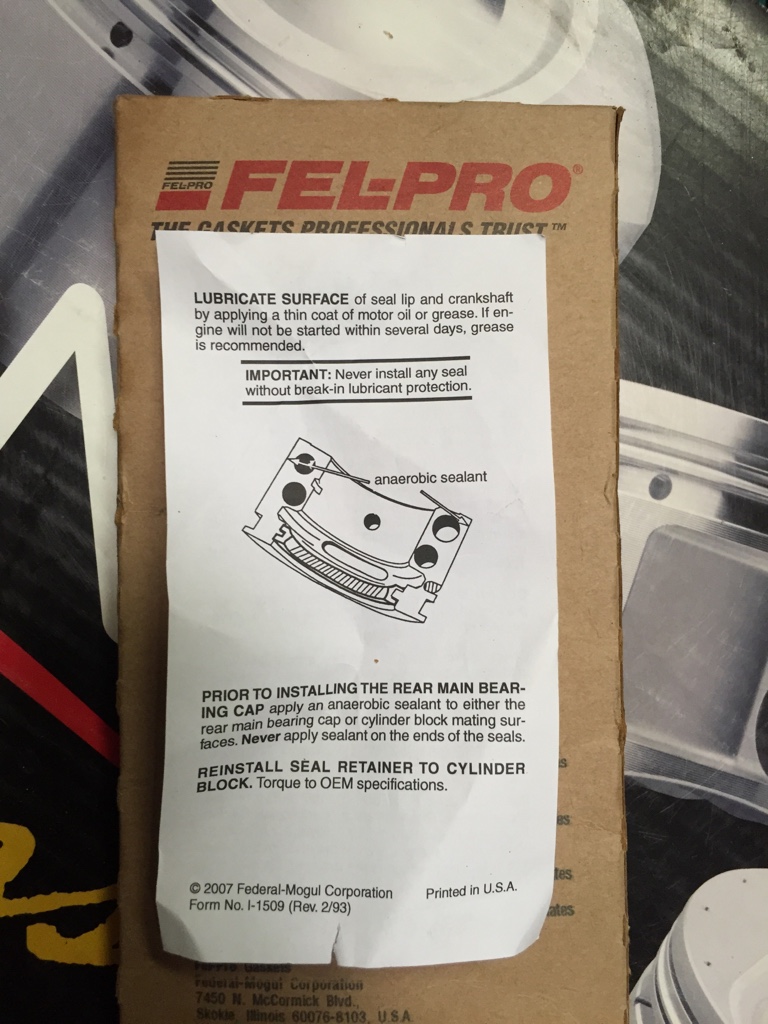 FEL-PRO
FEL-PRO®
THE GASKETS PROFESSIONALS TRUST™
LUBRICATE SURFACE of seal lip and crankshaft
by applying a thin coat of motor oil or grease. If en-
gine will not be started within several days, grease
is recommended.
IMPORTANT: Never install any seal
without break-in lubricant protection.
anaerobic sealant
PRIOR TO INSTALLING THE REAR MAIN BEAR-
ING CAP apply an anaerobic sealant to either the
rear main bearing cap or cylinder block mating sur-
faces. Never apply sealant on the ends of the seals.
REINSTALL SEAL RETAINER TO CYLINDER
BLOCK. Torque to OEM specifications.
© 2007 Federal-Mogul Corporation
Printed in U.S.A.
Form No. I-1509 (Rev. 2/93)
Fel-Pro Gaskets
Federal-Mogul Corporation
7450 N. McCormick Blvd.,
Skokie, Illinois 60076-8103, U.S.A.